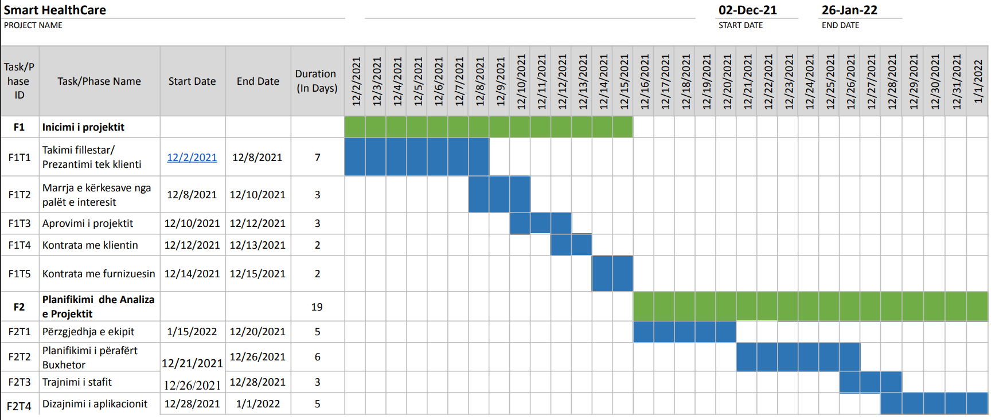 Smart HealthCare 02-Dec-21 26-Jan-22
PROJECT NAME START DATE END DATE
Task/P
hase
ID Task/Phase Name Start Date End Date Duration
(In Days) 12/2/2021 12/3/2021 12/4/2021 12/5/2021 12/6/2021 12/7/2021 12/8/2021 12/9/2021 12/10/2021 12/11/2021 12/12/2021 12/13/2021 12/14/2021 12/15/2021 12/16/2021 12/17/2021 12/18/2021 12/19/2021 12/20/2021 12/21/2021 12/22/2021 12/23/2021 12/24/2021 12/25/2021 12/26/2021 12/27/2021 12/28/2021 12/29/2021 12/30/2021 12/31/2021 1/1/2022
F1 Inicimi i projektit
F1T1 Takimi fillestar/
Prezantimi tek klienti 12/2/2021 12/8/2021 7
F1T2 Marrja e kërkesave nga
palët e interesit 12/8/2021 12/10/2021 3
F1T3 Aprovimi i projektit 12/10/2021 12/12/2021 3
F1T4 Kontrata me klientin 12/12/2021 12/13/2021 2
F1T5 Kontrata me furnizuesin 12/14/2021 12/15/2021 2
F2 Planifikimi dhe Analiza
e Projektit 19
F2T1 Përzgjedhja e ekipit 1/15/2022 12/20/2021 5
F2T2 Planifikimi i përafërt
Buxhetor 12/21/2021 12/26/2021 6
F2T3 Trajnimi i stafit 12/26/2021 12/28/2021 3
F2T4 Dizajnimi i aplikacionit 12/28/2021 1/1/2022 5